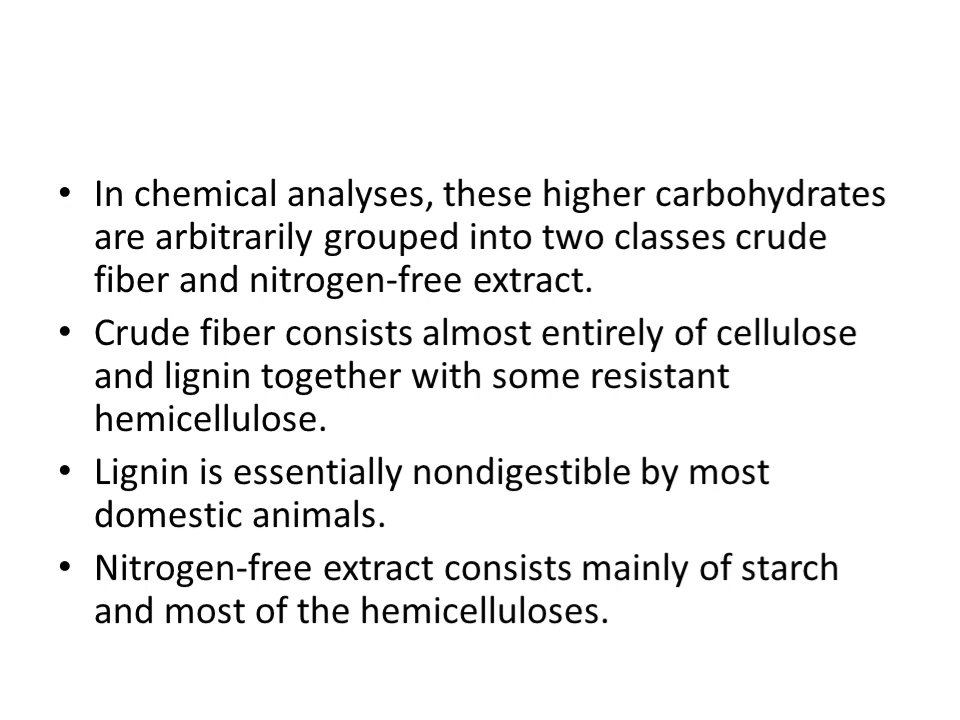 • In chemical analyses, these higher carbohydrates
are arbitrarily grouped into two classes crude
fiber and nitrogen-free extract.
• Crude fiber consists almost entirely of cellulose
and lignin together with some resistant
hemicellulose.
• Lignin is essentially nondigestible by most
domestic animals.
• Nitrogen-free extract consists mainly of starch
and most of the hemicelluloses.